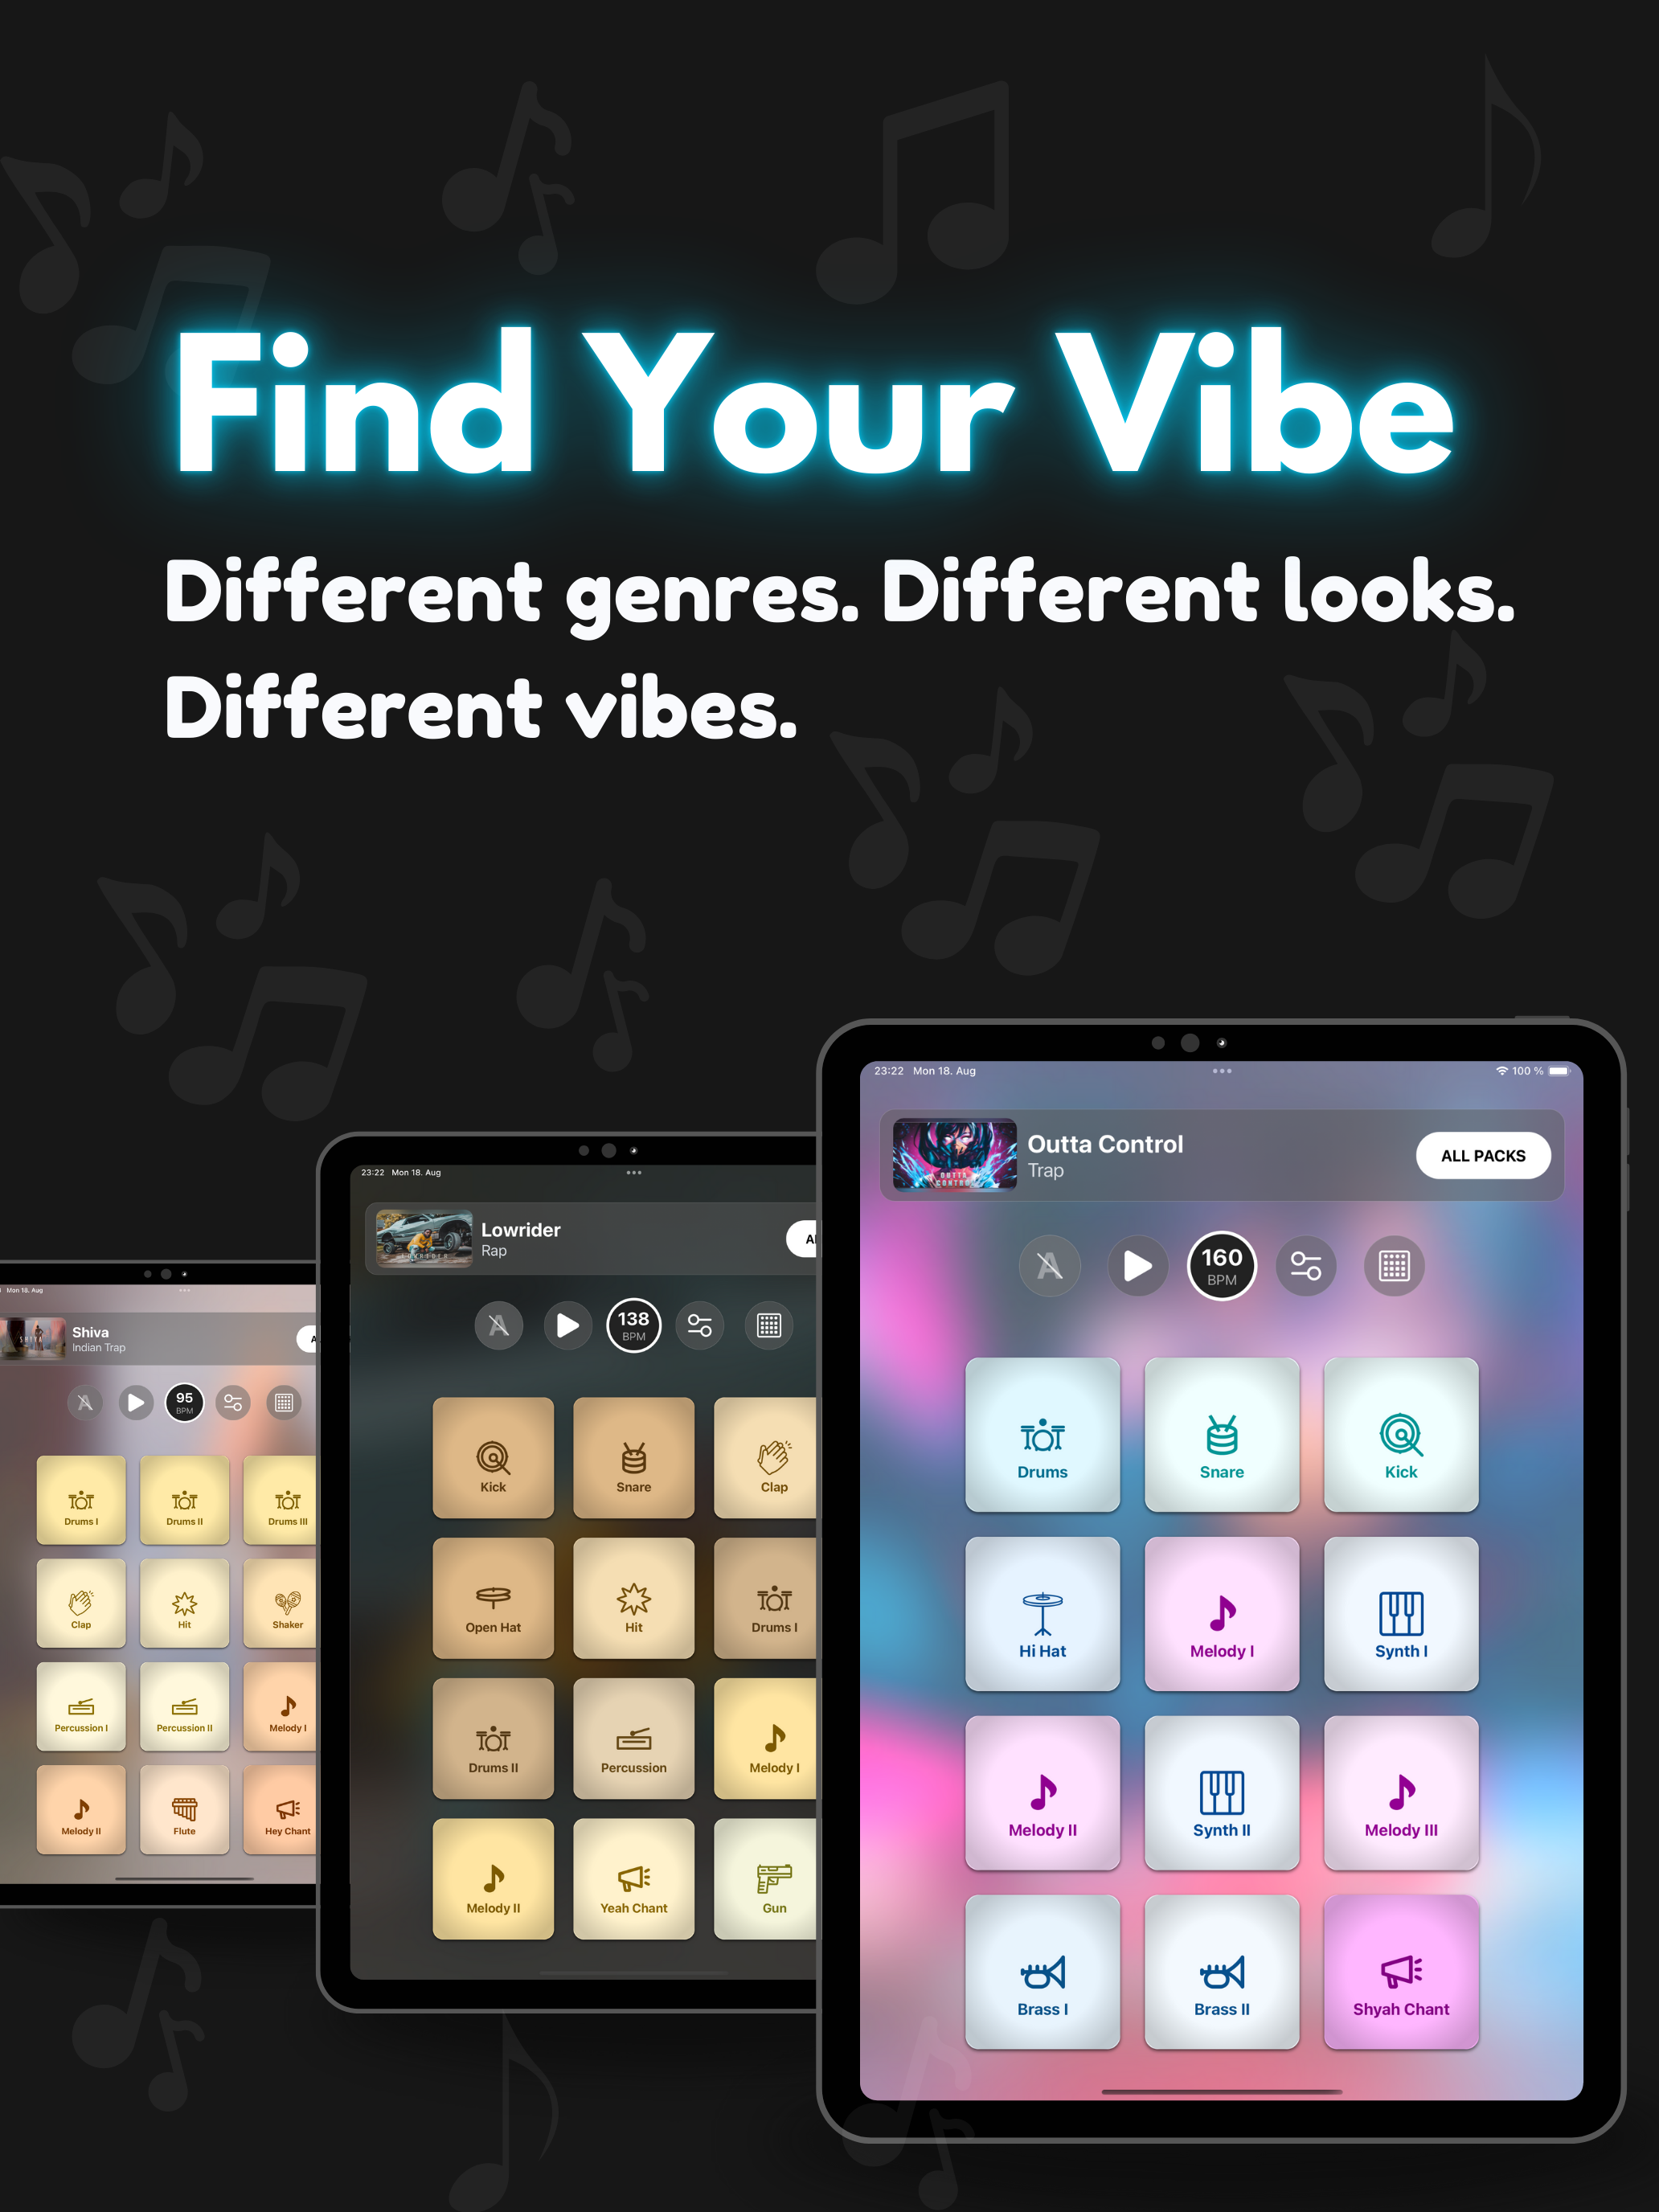 Find Your Vibe
Different genres. Different looks.
Different vibes.
23:22 Mon 18. Aug
100 %
OUTTA
CONTROL
Outta Control
Trap
ALL PACKS
A
160
BPM
Drums
Snare
Kick
Hi Hat
Melody I
Synth I
Melody II
Synth II
Melody III
Brass I
Brass II
Shyah Chant
23:22 Mon 18. Aug
LOWRIDER
Lowrider
Rap
A
138
BPM
Kick
Snare
Clap
Open Hat
Hit
Drums I
Drums II
Percussion
Melody I
Melody II
Yeah Chant
Gun
Mon 18. Aug
SHIVA
Shiva
Indian Trap
A
A
95
BPM
Drums I
Drums II
Drums III
Clap
Hit
Shaker
Percussion I
Percussion II
Melody I
Melody II
Flute
Hey Chant